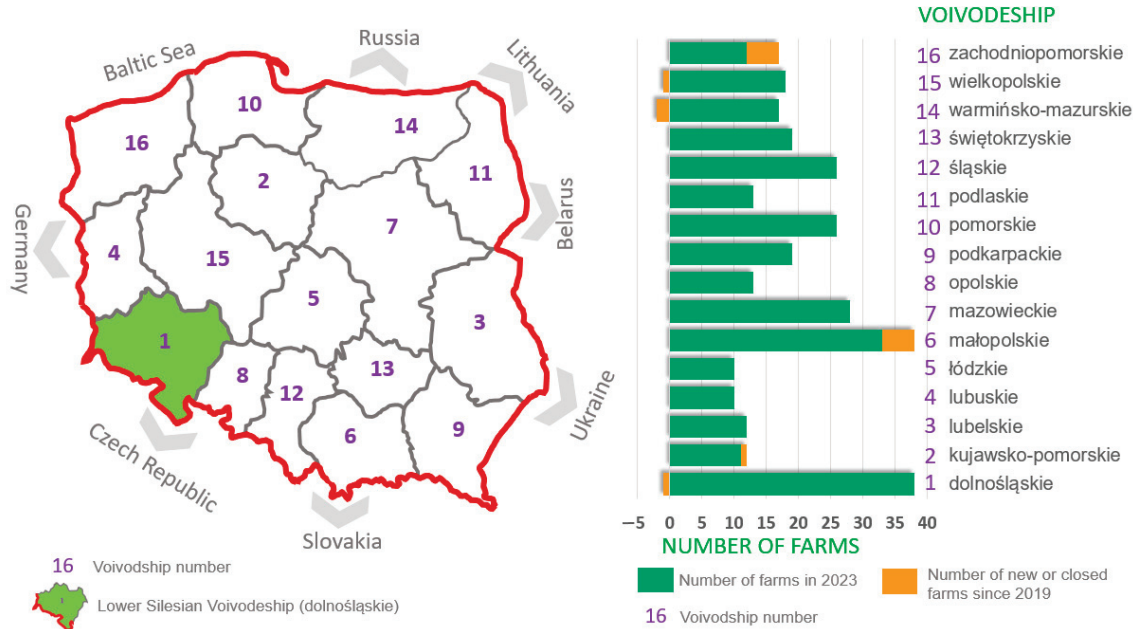 Baltic Sea
Russia
Lithuania
Belarus
Ukraine
Slovakia
Czech Republic
Germany
16
10
14
11
2
7
4
15
5
3
1
8
12
13
6
9
16 Voivodship number
1
Lower Silesian Voivodeship (dolnośląskie)
VOIVODESHIP
16 zachodniopomorskie
15 wielkopolskie
14 warmińsko-mazurskie
13 świętokrzyskie
12 śląskie
11 podlaskie
10 pomorskie
9 podkarpackie
8 opolskie
7 mazowieckie
6 małopolskie
5 łódzkie
4 lubuskie
3 lubelskie
2 kujawsko-pomorskie
1 dolnośląskie
−5 0 5 10 15 20 25 30 35 40
NUMBER OF FARMS
Number of farms in 2023
Number of new or closed
farms since 2019
16 Voivodship number